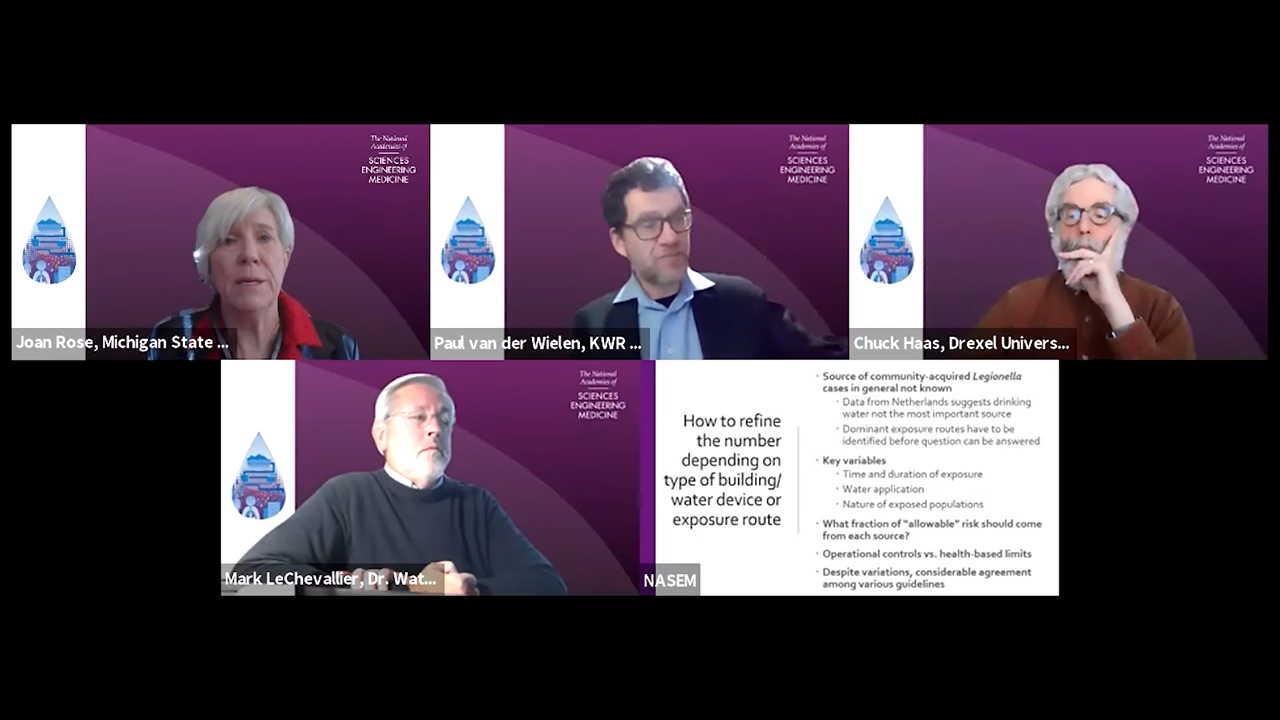 The National
Academies of
SCIENCES
ENGINEERING
MEDICINE
Joan Rose, Michigan State ...
The National
Academies of
SCIENCES
ENGINEERING
MEDICINE
Paul van der Wielen, KWR ...
The National
Academies of
SCIENCES
ENGINEERING
MEDICINE
Chuck Haas, Drexel Univers...
The National
Academies of
SCIENCES
ENGINEERING
MEDICINE
Mark LeChevallier, Dr. Wat...
How to refine
the number
depending on
type of building/
water device or
exposure route
• Source of community-acquired Legionella
cases in general not known
• Data from Netherlands suggests drinking
water not the most important source
• Dominant exposure routes have to be
identified before question can be answered
• Key variables
• Time and duration of exposure
• Water application
• Nature of exposed populations
• What fraction of “allowable” risk should come
from each source?
• Operational controls vs. health-based limits
• Despite variations, considerable agreement
among various guidelines
NASEM